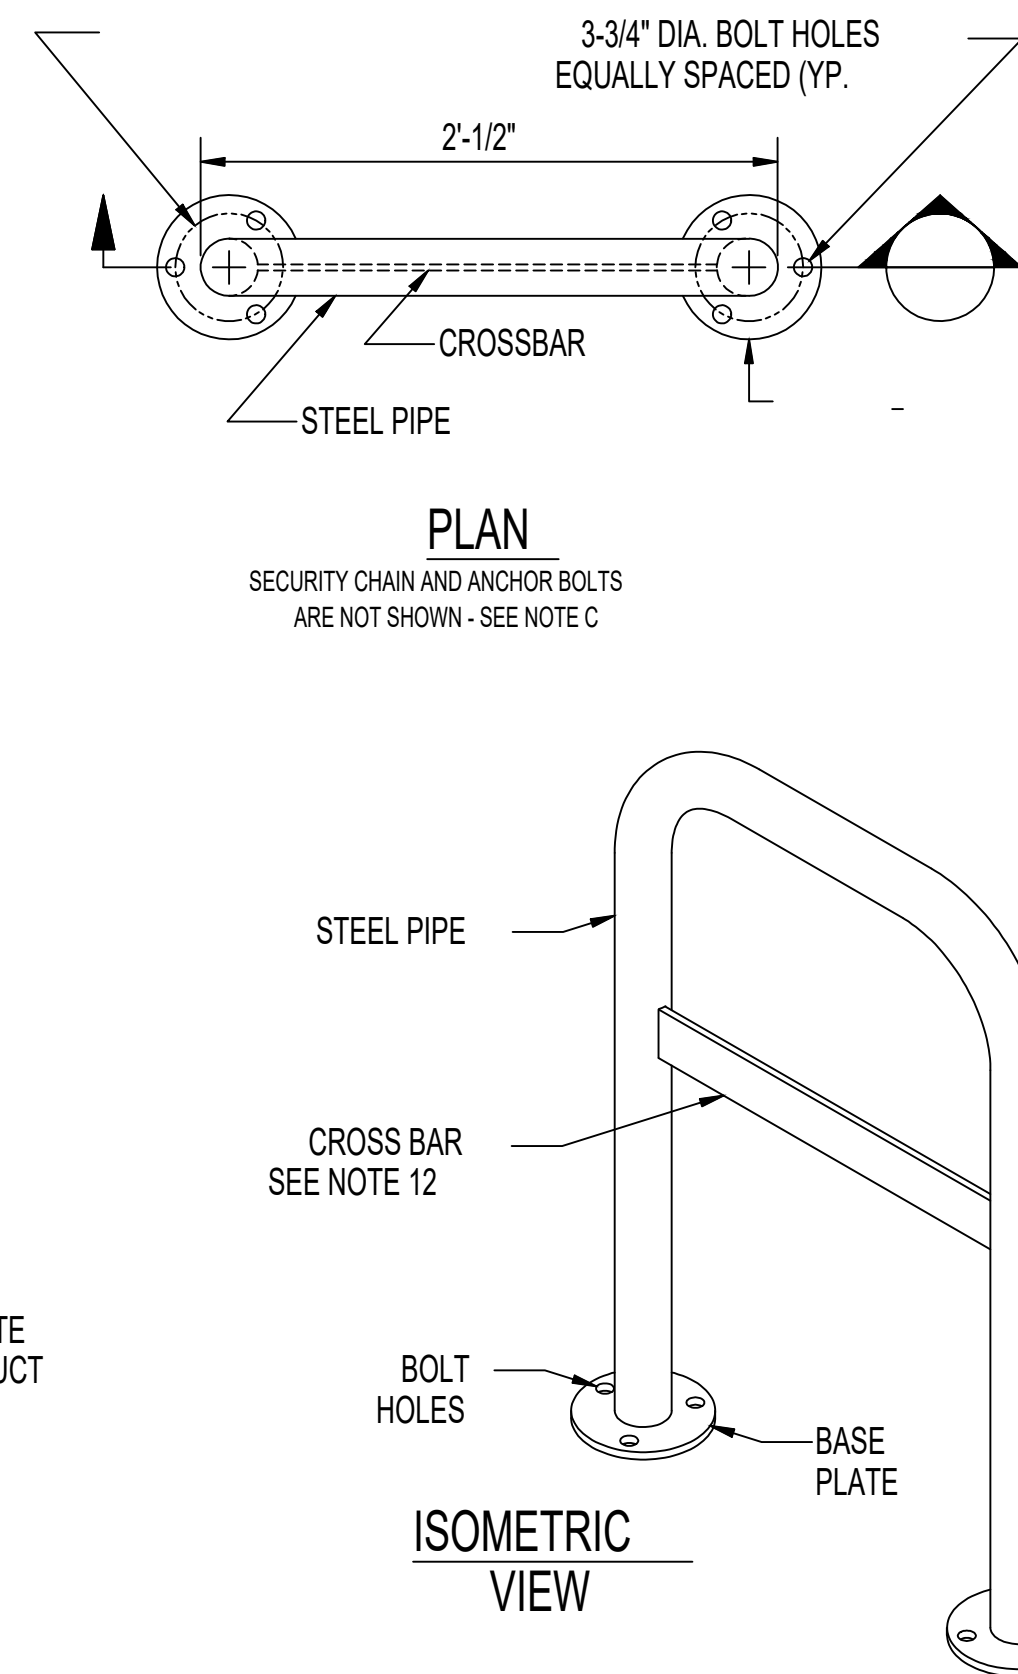 3-3/4" DIA. BOLT HOLES
EQUALLY SPACED (YP.
2'-1/2"
CROSSBAR
STEEL PIPE
PLAN
SECURITY CHAIN AND ANCHOR BOLTS
ARE NOT SHOWN - SEE NOTE C
STEEL PIPE
CROSS BAR
SEE NOTE 12
TE
UCT
BOLT
HOLES
BASE
PLATE
ISOMETRIC
VIEW